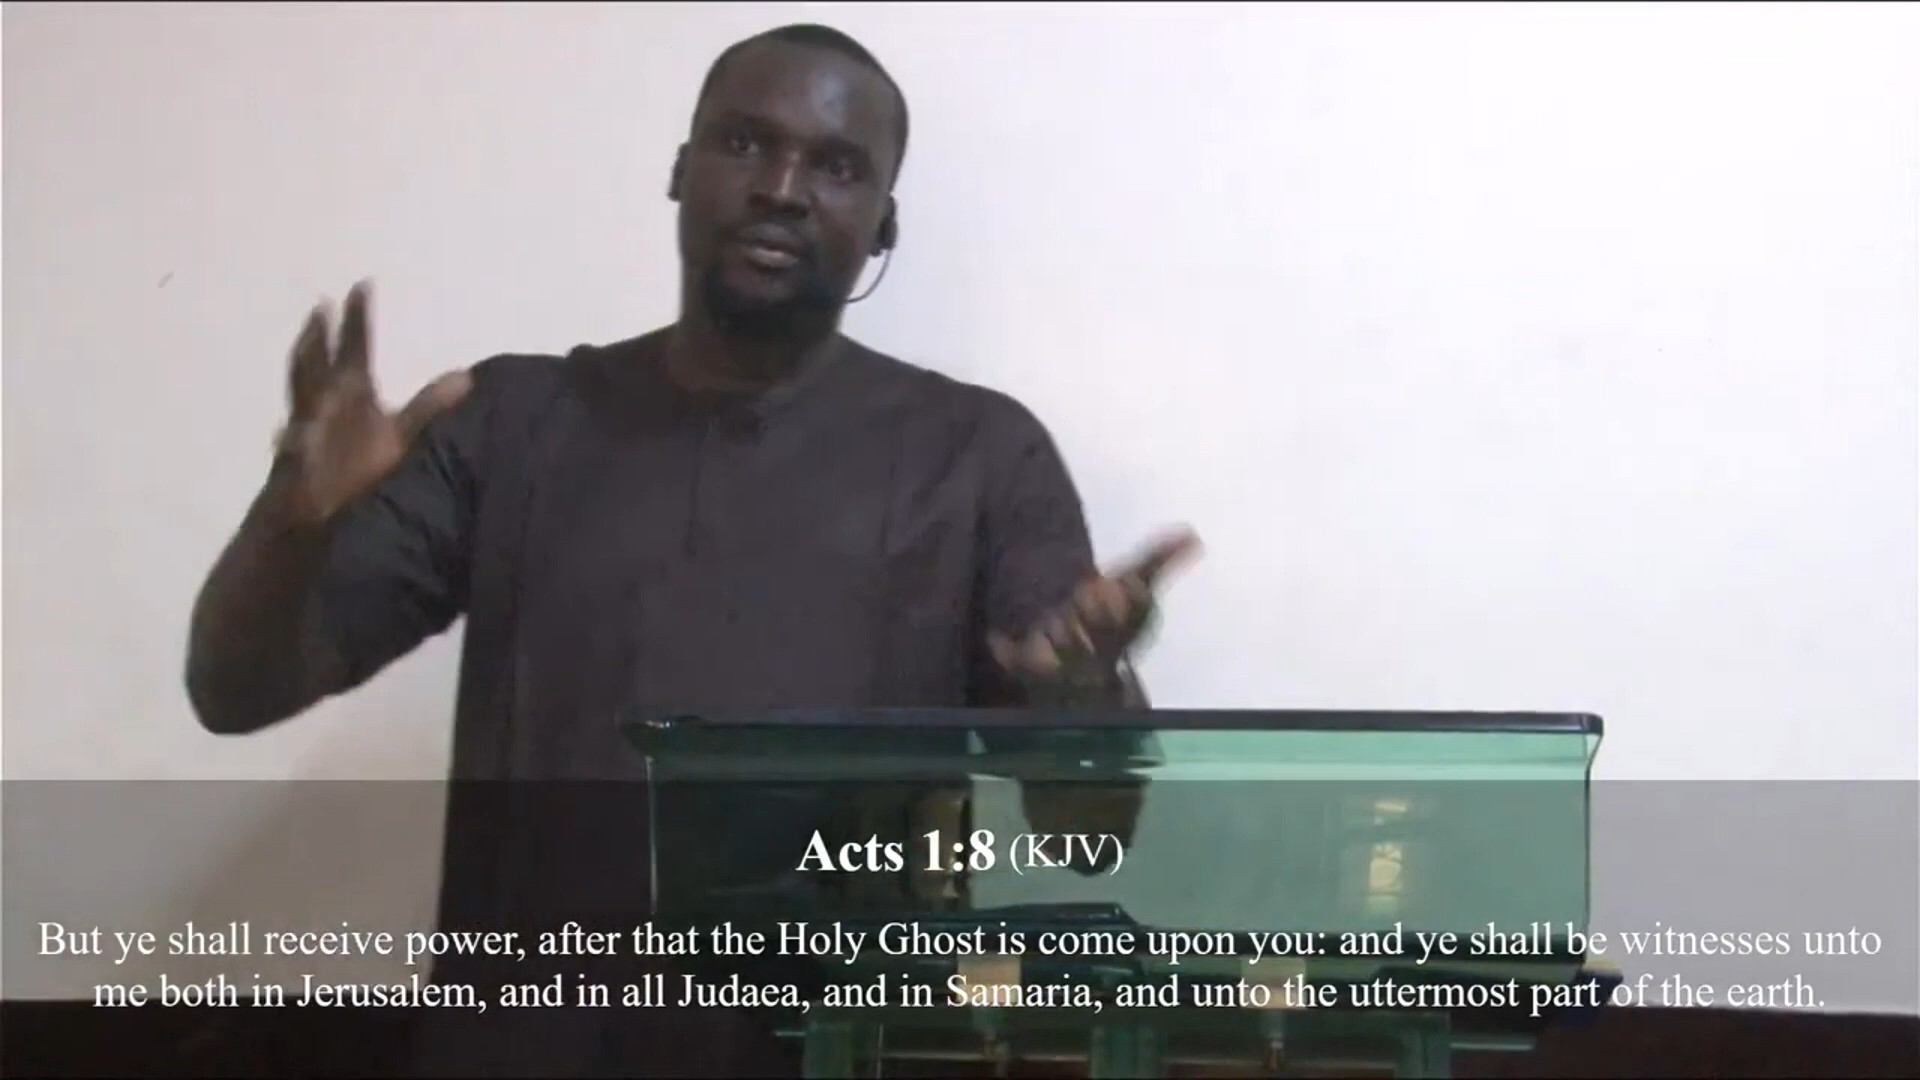 Acts 1:8 (KJV)
But ye shall receive power, after that the Holy Ghost is come upon you: and ye shall be witnesses unto
me both in Jerusalem, and in all Judaea, and in Samaria, and unto the uttermost part of the earth.